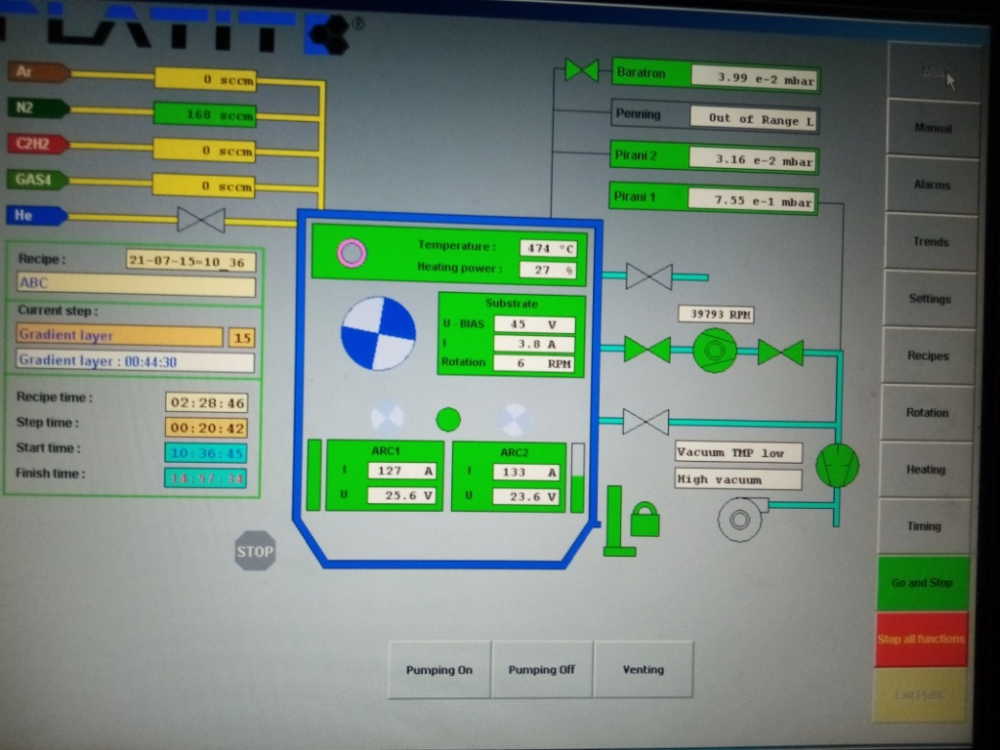 PLATIT ®
Ar 0 sccm
N2 168 sccm
C2H2 0 sccm
GAS4 0 sccm
He
Baratron 3.99 e-2 mbar
Penning Out of Range L
Pirani 2 3.16 e-2 mbar
Pirani 1 7.55 e-1 mbar
Recipe : 21-07-15=10_36
ABC
Current step :
Gradient layer 15
Gradient layer : 00:44:30
Recipe time : 02:28:46
Step time : 00:20:42
Start time : 10:36:45
Finish time : 14:57:34
Temperature : 474 °C
Heating power : 27 %
Substrate
U - BIAS 45 V
I 3.8 A
Rotation 6 RPM
ARC1
I 127 A
U 25.6 V
ARC2
I 133 A
U 23.6 V
39793 RPM
Vacuum TMP low
High vacuum
STOP
Pumping On
Pumping Off
Venting
Manual
Alarms
Trends
Settings
Recipes
Rotation
Heating
Timing
Go and Stop
Stop all functions
Exit Plant